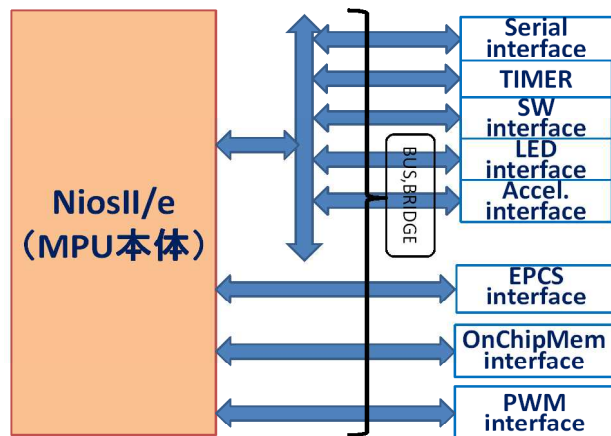 NiosII/e
（MPU本体）
BUS,BRIDGE
Serial
interface
TIMER
SW
interface
LED
interface
Accel.
interface
EPCS
interface
OnChipMem
interface
PWM
interface